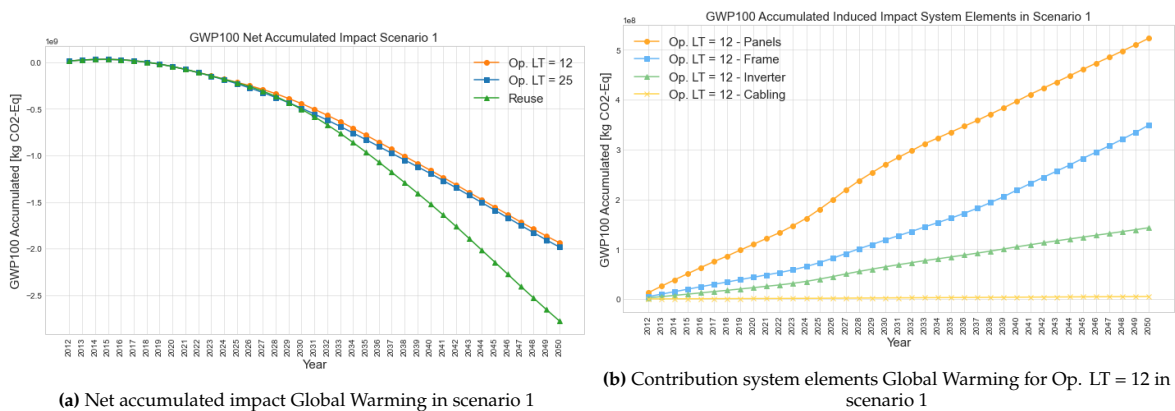 GWP100 Net Accumulated Impact Scenario 1
1e9
0.0
−0.5
−1.0
−1.5
−2.0
−2.5
GWP100 Accumulated [kg CO2-Eq]
Op. LT = 12
Op. LT = 25
Reuse
2012 2013 2014 2015 2016 2017 2018 2019 2020 2021 2022 2023 2024 2025 2026 2027 2028 2029 2030 2031 2032 2033 2034 2035 2036 2037 2038 2039 2040 2041 2042 2043 2044 2045 2046 2047 2048 2049 2050
Year
(a) Net accumulated impact Global Warming in scenario 1
GWP100 Accumulated Induced Impact System Elements in Scenario 1
1e8
5
4
3
2
1
0
GWP100 Accumulated [kg CO2-Eq]
Op. LT = 12 - Panels
Op. LT = 12 - Frame
Op. LT = 12 - Inverter
Op. LT = 12 - Cabling
2012 2013 2014 2015 2016 2017 2018 2019 2020 2021 2022 2023 2024 2025 2026 2027 2028 2029 2030 2031 2032 2033 2034 2035 2036 2037 2038 2039 2040 2041 2042 2043 2044 2045 2046 2047 2048 2049 2050
Year
(b) Contribution system elements Global Warming for Op. LT = 12 in
scenario 1